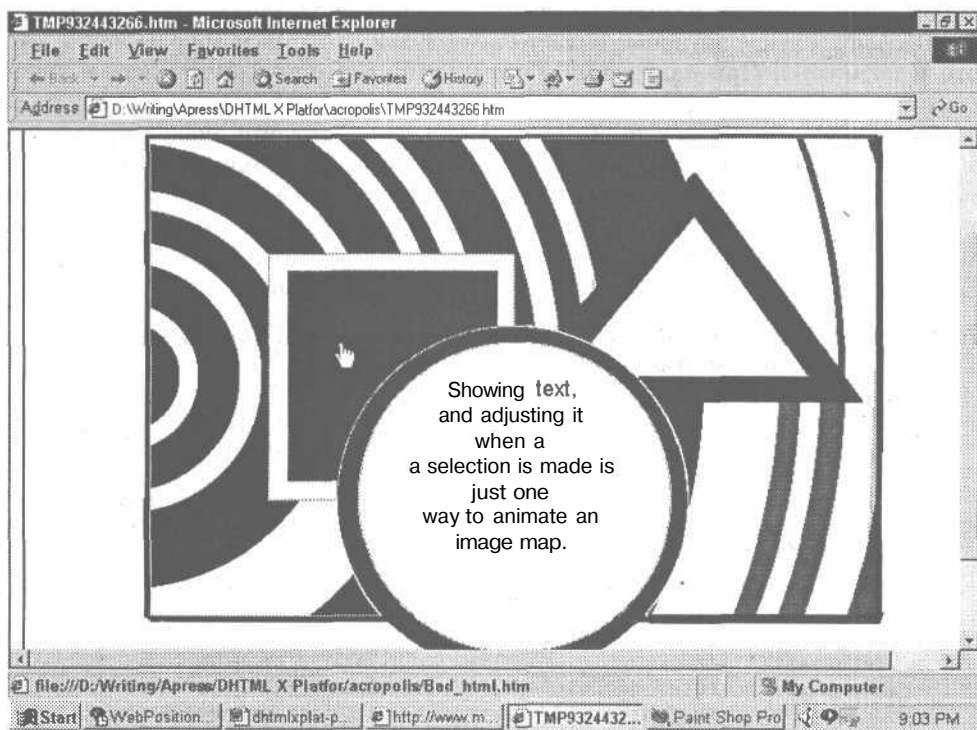 TMP932443266.htm - Microsoft Internet Explorer
File Edit View Favorites Tools Help
Back Search Favorites History
Address D:\Writing\Apress\DHTML X Platfor\acropolis\TMP932443266.htm Go
Showing text,
and adjusting it
when a
a selection is made is
just one
way to animate an
image map.
file:///D:/Writing/Apress/DHTML X Platfor/acropolis/Bad_html.htm My Computer
Start WebPosition... dhtmlxplat-p... http://www.m... TMP9324432... Paint Shop Pro 9:03 PM